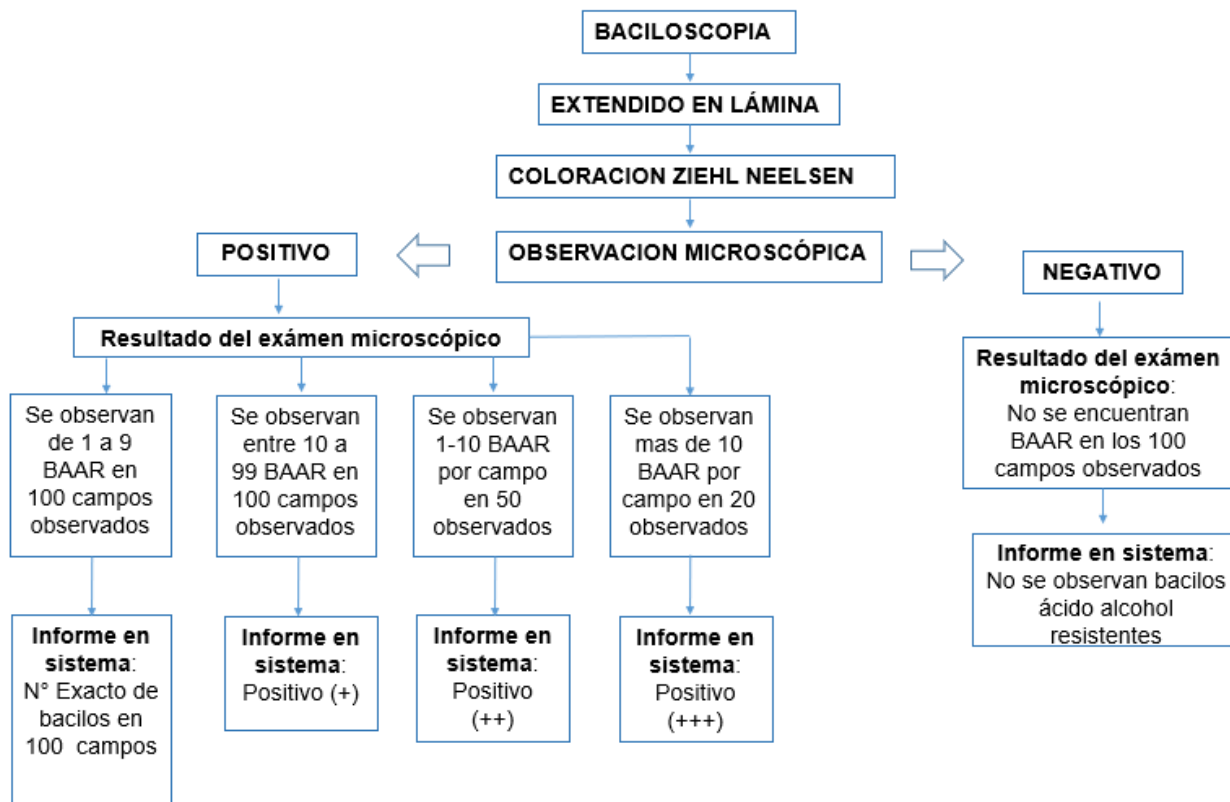 BACILOSCOPIA
EXTENDIDO EN LÁMINA
COLORACION ZIEHL NEELSEN
OBSERVACION MICROSCÓPICA
POSITIVO
Resultado del exámen microscópico
Se observan
de 1 a 9
BAAR en
100 campos
observados
Informe en
sistema:
N° Exacto de
bacilos en
100 campos
Se observan
entre 10 a
99 BAAR en
100 campos
observados
Informe en
sistema:
Positivo (+)
Se observan
1-10 BAAR
por campo
en 50
observados
Informe en
sistema:
Positivo
(++)
Se observan
mas de 10
BAAR por
campo en 20
observados
Informe en
sistema:
Positivo
(+++)
NEGATIVO
Resultado del exámen
microscópico:
No se encuentran
BAAR en los 100
campos observados
Informe en sistema:
No se observan bacilos
ácido alcohol
resistentes